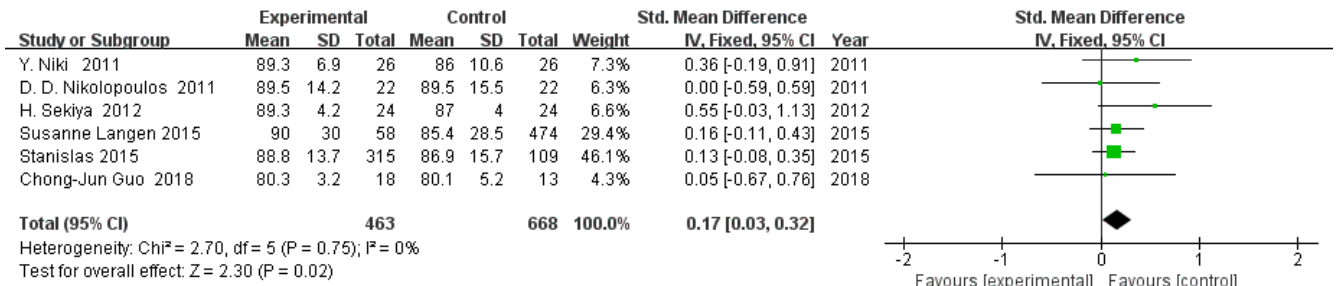 Experimental Control Std. Mean Difference Std. Mean Difference
Study or Subgroup Mean SD Total Mean SD Total Weight IV, Fixed, 95% CI Year IV, Fixed, 95% CI
Y. Niki 2011 89.3 6.9 26 86 10.6 26 7.3% 0.36 [-0.19, 0.91] 2011
D. D. Nikolopoulos 2011 89.5 14.2 22 89.5 15.5 22 6.3% 0.00 [-0.59, 0.59] 2011
H. Sekiya 2012 89.3 4.2 24 87 4 24 6.6% 0.55 [-0.03, 1.13] 2012
Susanne Langen 2015 90 30 58 85.4 28.5 474 29.4% 0.16 [-0.11, 0.43] 2015
Stanislas 2015 88.8 13.7 315 86.9 15.7 109 46.1% 0.13 [-0.08, 0.35] 2015
Chong-Jun Guo 2018 80.3 3.2 18 80.1 5.2 13 4.3% 0.05 [-0.67, 0.76] 2018
Total (95% CI) 463 668 100.0% 0.17 [0.03, 0.32]
Heterogeneity: Chi² = 2.70, df = 5 (P = 0.75); I² = 0%
Test for overall effect: Z = 2.30 (P = 0.02)
-2 -1 0 1 2
Favours [experimental] Favours [control]